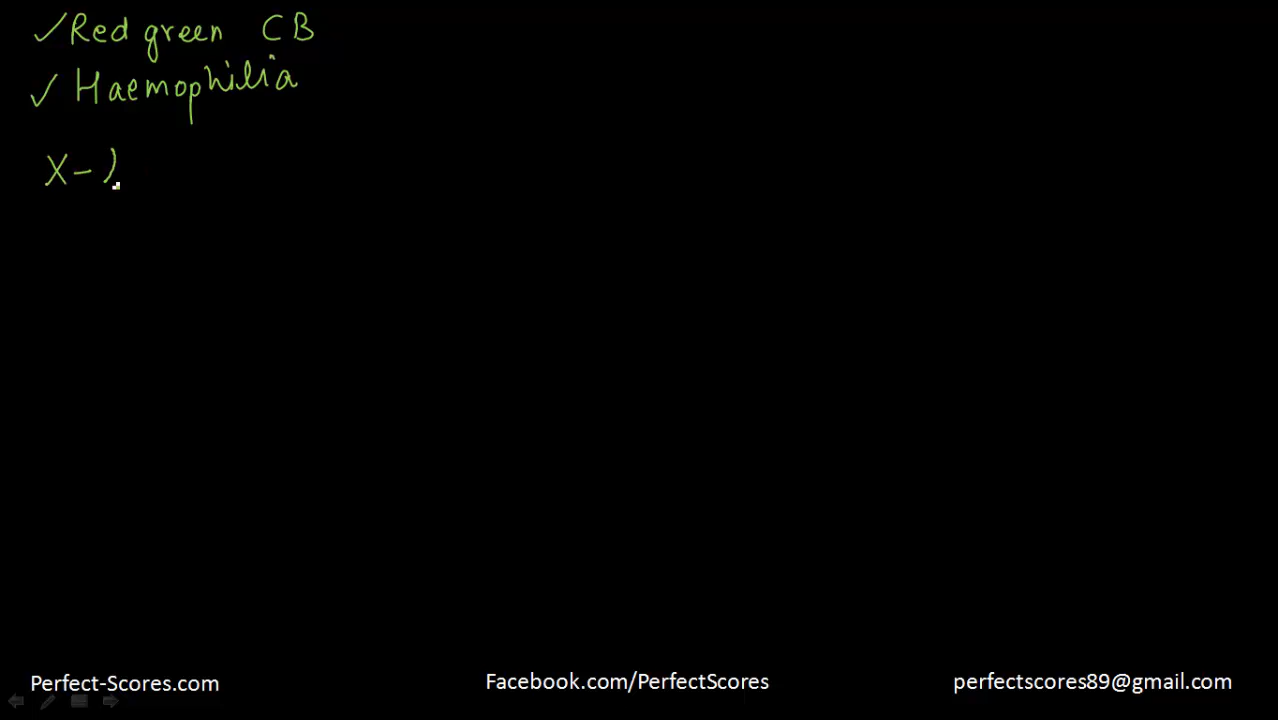 ✓Red green CB
✓ Haemophilia
X-
Perfect-Scores.com
Facebook.com/PerfectScores
perfectscores89@gmail.com